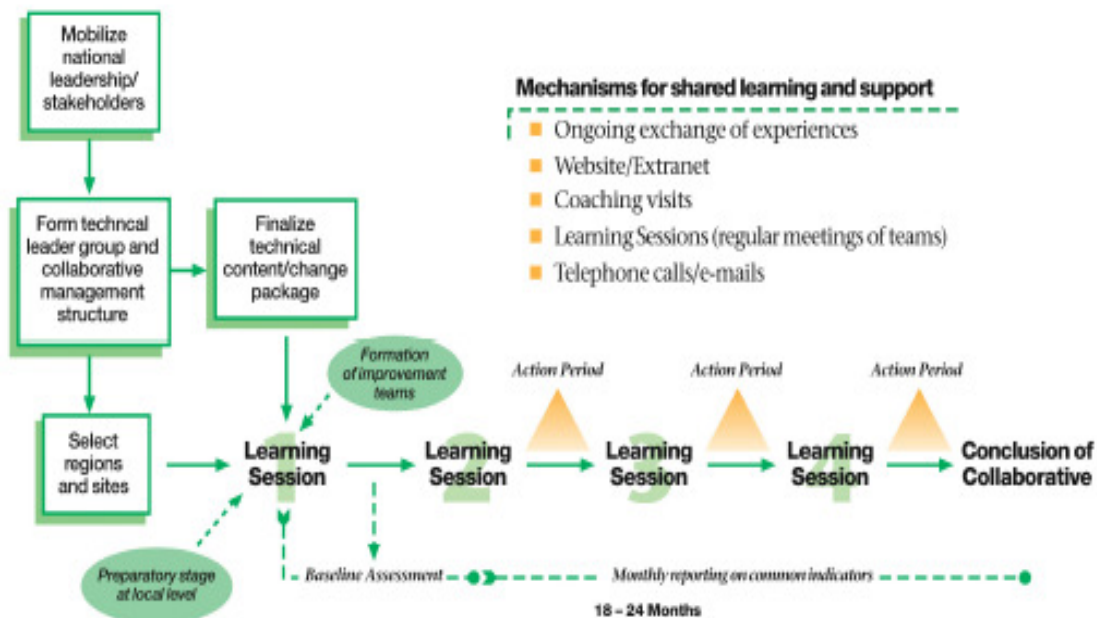 Mobilize
national
leadership/
stakeholders
Mechanisms for shared learning and support
Ongoing exchange of experiences
Website/Extranet
Coaching visits
Learning Sessions (regular meetings of teams)
Telephone calls/e-mails
Form techncal
leader group and
collaborative
management
structure
Finalize
technical
content/change
package
Formation
of improvement
teams
Action Period
Action Period
Action Period
Select
regions
and sites
1
Learning
Session
2
Learning
Session
3
Learning
Session
4
Learning
Session
Conclusion of
Collaborative
Preparatory stage
at local level
Baseline Assessment
Monthly reporting on common indicators
18 – 24 Months